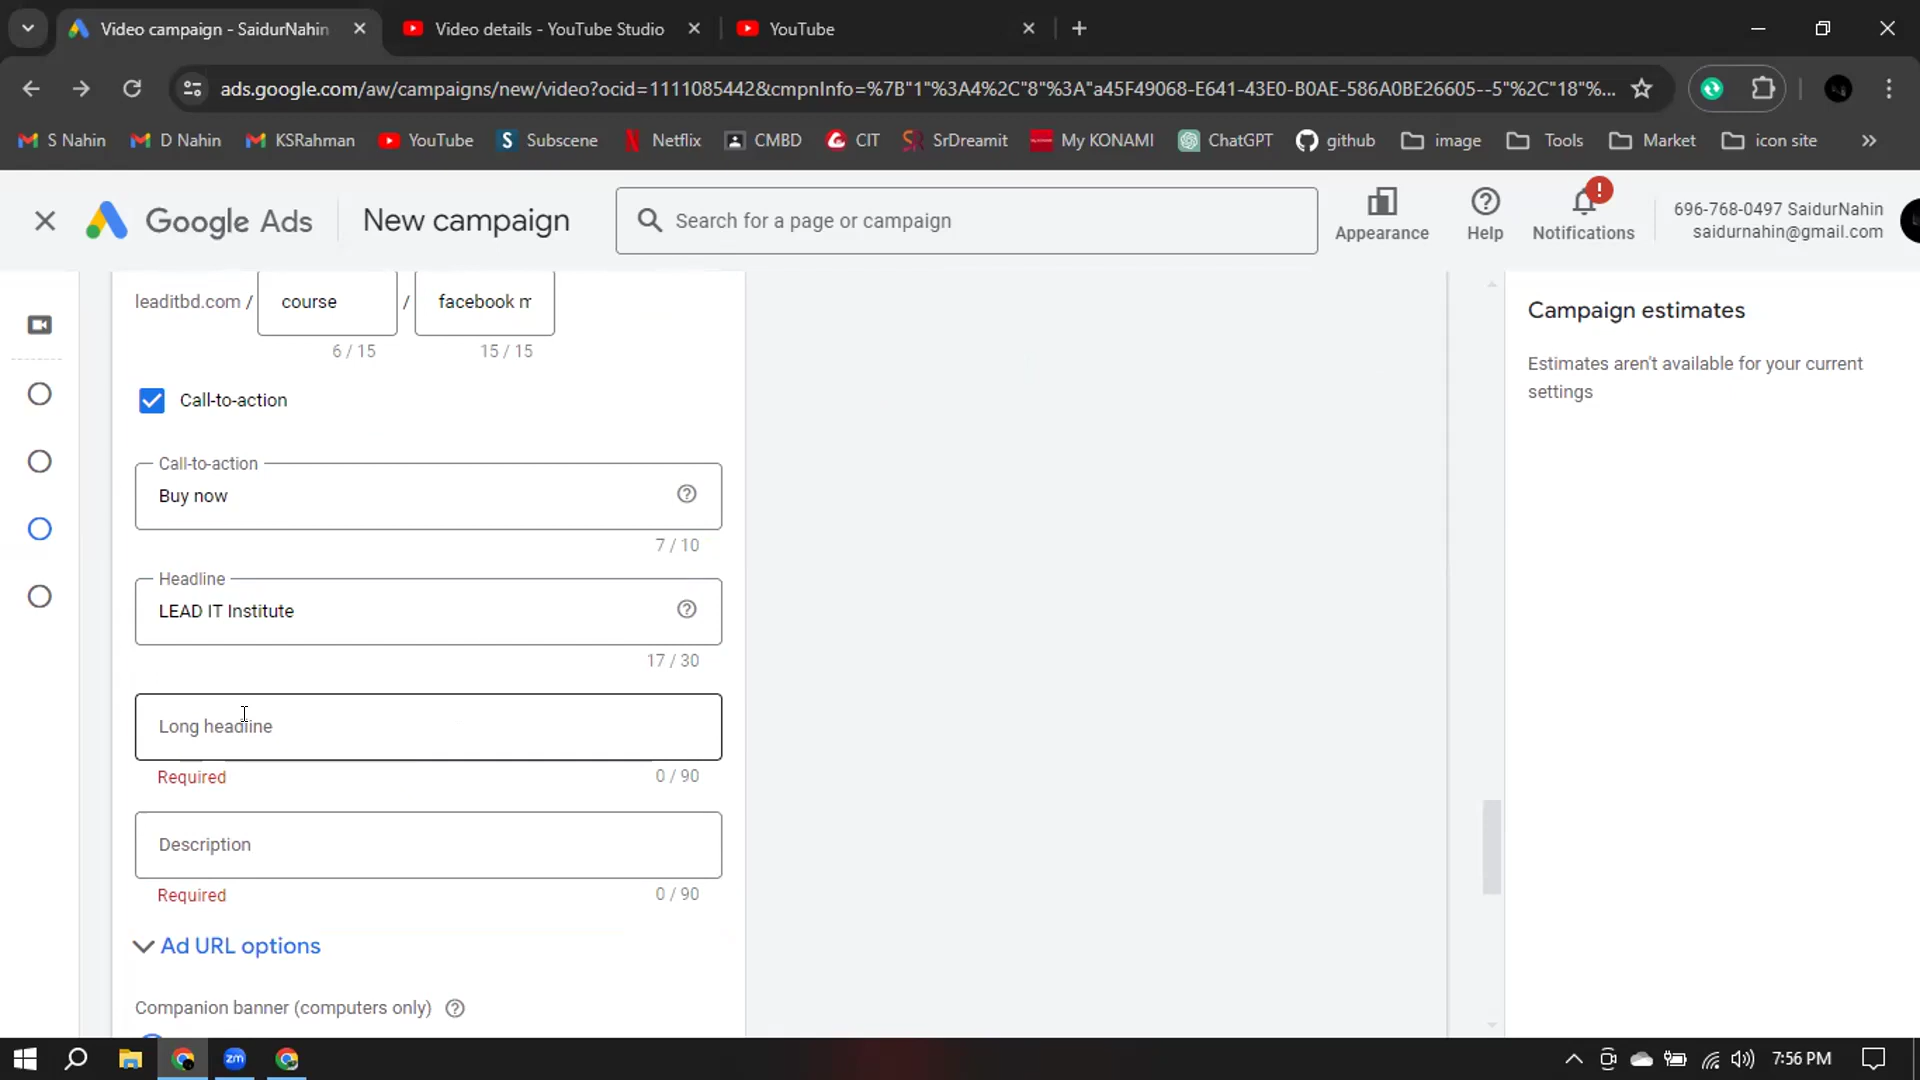 Video campaign - SaidurNahin
Video details - YouTube Studio
YouTube
ads.google.com/aw/campaigns/new/video?ocid=1111085442&cmpnInfo=%7B"1"%3A4%2C"8"%3A"a45F49068-E641-43E0-B0AE-586A0BE26605--5"%2C"18"%...
S Nahin
D Nahin
KSRahman
YouTube
Subscene
Netflix
CMBD
CIT
SrDreamit
My KONAMI
ChatGPT
github
image
Tools
Market
icon site
Google Ads
New campaign
Search for a page or campaign
Appearance
Help
Notifications
696-768-0497 SaidurNahin
saidurnahin@gmail.com
leaditbd.com / course / facebook m
6 / 15
15 / 15
Call-to-action
Call-to-action
Buy now
7 / 10
Headline
LEAD IT Institute
17 / 30
Long headline
Required
0 / 90
Description
Required
0 / 90
Ad URL options
Companion banner (computers only)
Campaign estimates
Estimates aren't available for your current
settings
zm
7:56 PM